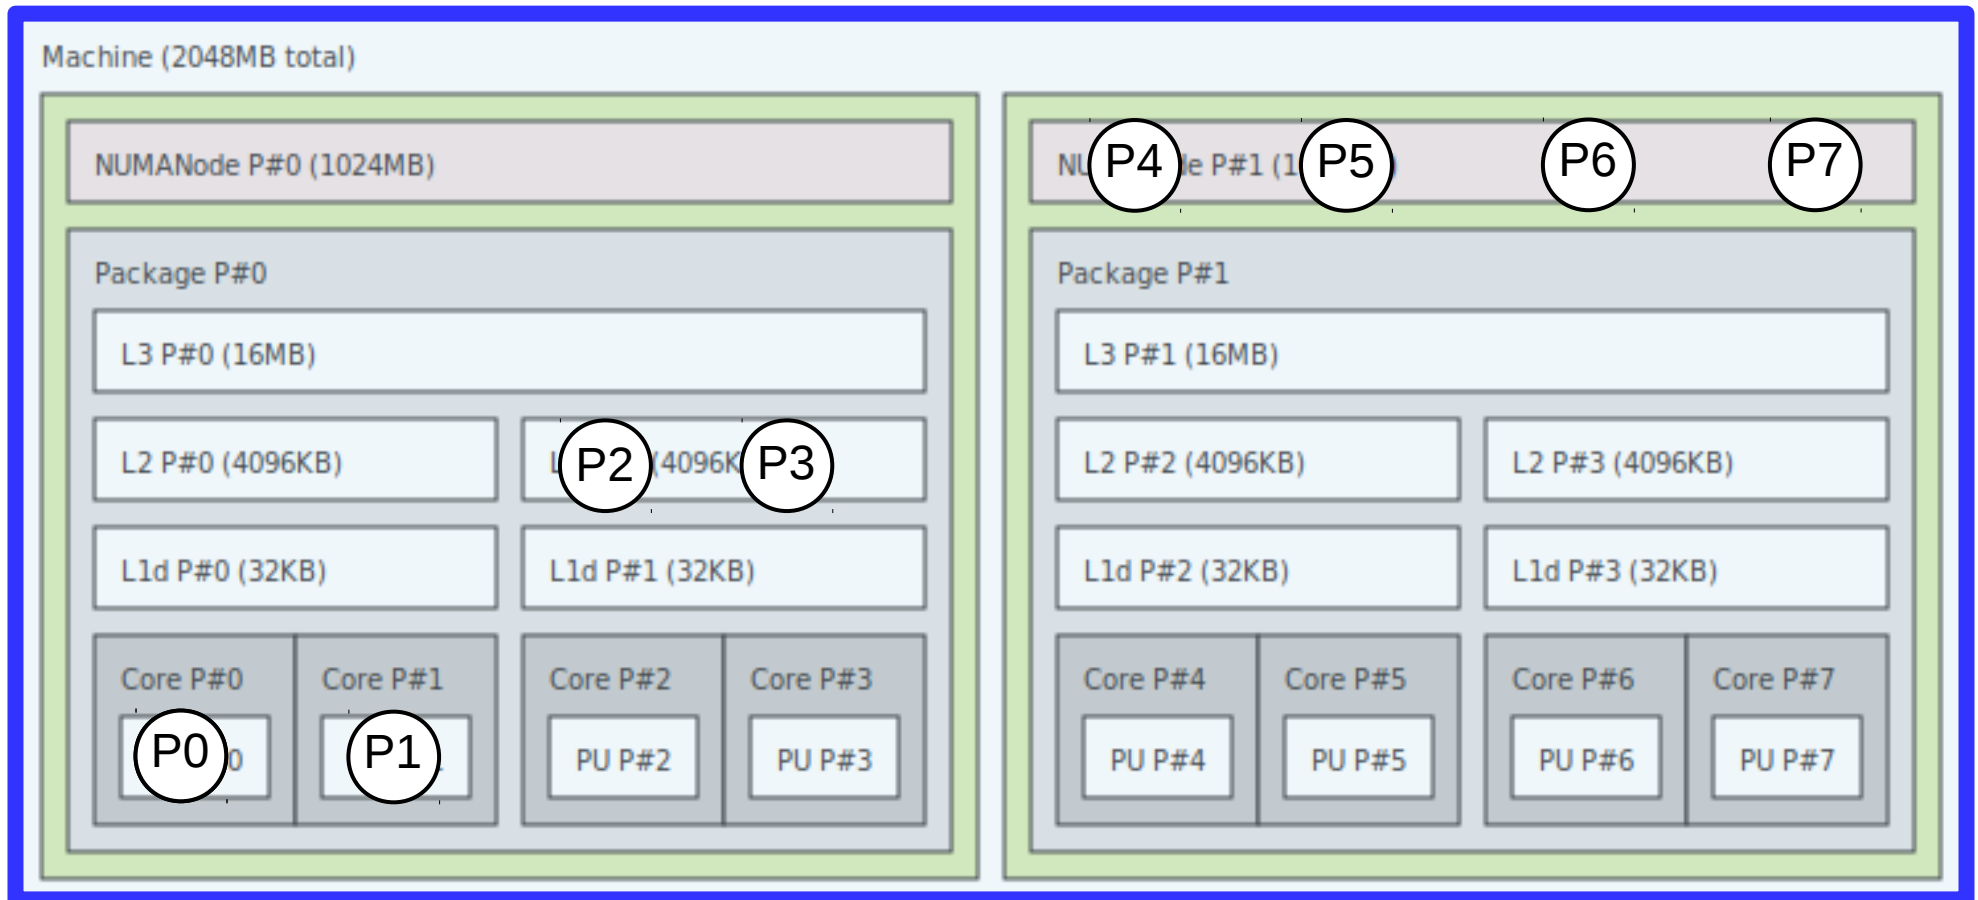 Machine (2048MB total)
NUMANode P#0 (1024MB)
P4 P#1 P5 P6 P7
Package P#0
Package P#1
L3 P#0 (16MB)
L3 P#1 (16MB)
L2 P#0 (4096KB)
P2 P3
L2 P#2 (4096KB)
L2 P#3 (4096KB)
L1d P#0 (32KB)
L1d P#1 (32KB)
L1d P#2 (32KB)
L1d P#3 (32KB)
Core P#0
Core P#1
Core P#2
Core P#3
Core P#4
Core P#5
Core P#6
Core P#7
P0
P1
PU P#2
PU P#3
PU P#4
PU P#5
PU P#6
PU P#7